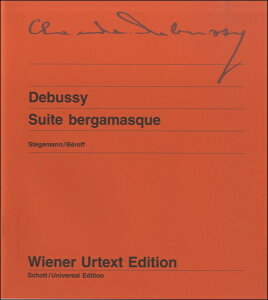 Claude Debussy
Debussy
Suite bergamasque
Stegemann/Béroff
Wiener Urtext Edition
Schott/Universal Edition